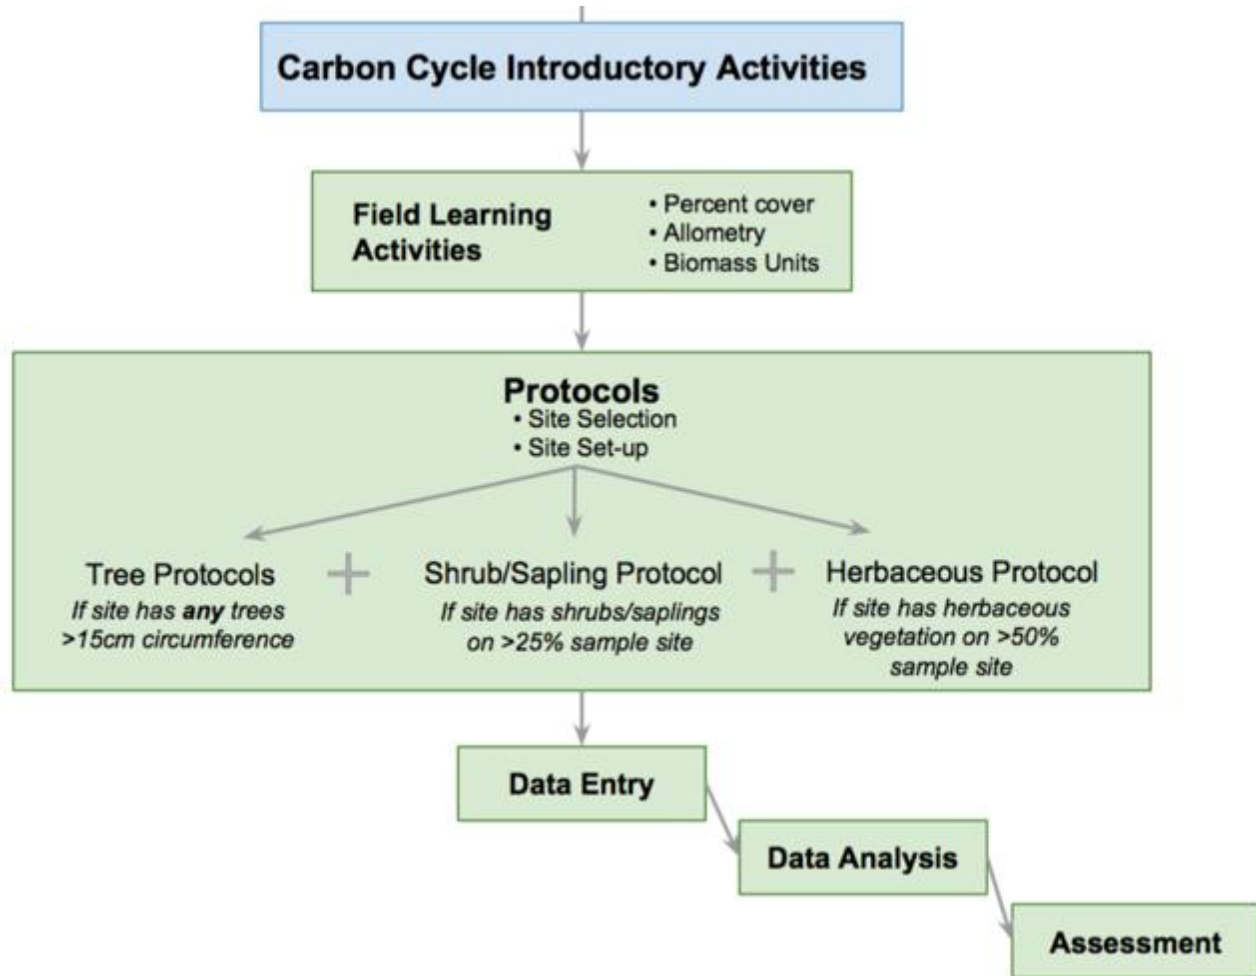 Carbon Cycle Introductory Activities
Field Learning
Activities
• Percent cover
• Allometry
• Biomass Units
Protocols
• Site Selection
• Site Set-up
Tree Protocols
If site has any trees
>15cm circumference
+
Shrub/Sapling Protocol
If site has shrubs/saplings
on >25% sample site
+
Herbaceous Protocol
If site has herbaceous
vegetation on >50%
sample site
Data Entry
Data Analysis
Assessment